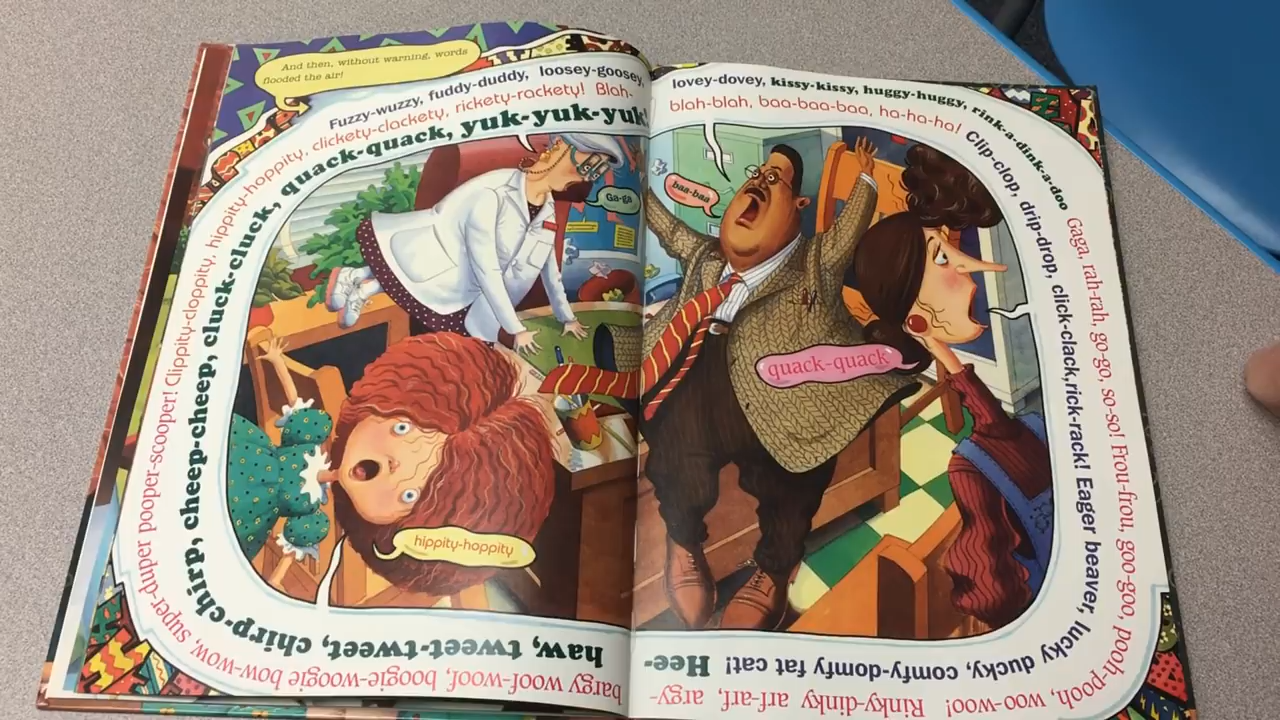 And then, without warning, words
flooded the air!
Fuzzy-wuzzy, fuddy-duddy, loosey-goosey,
lovey-dovey, kissy-kissy, huggy-huggy, rink-a-dink-a-doo
Gaga, rah-rah, go-go, so-so! Frou-frou, goo-goo, pooh-pooh, woo-woo! Rinky-dinky arf-arf, argy-
bargy woof-woof, boogie-woogie bow-wow, super-duper pooper-scooper! Clippity-cloppity, hippity-hoppity, clickety-clackety, rickety-rackety! Blah-
blah-blah, baa-baa-baa, ha-ha-ha! Clip-clop, drip-drop, click-clack, rick-rack! Eager beaver, lucky ducky, comfy-domfy fat cat! Hee-
haw, tweet-tweet, chirp-chirp, cheep-cheep, cluck-cluck, quack-quack, yuk-yuk-yuk!
Ga-ga
baa-baa
quack-quack
hippity-hoppity